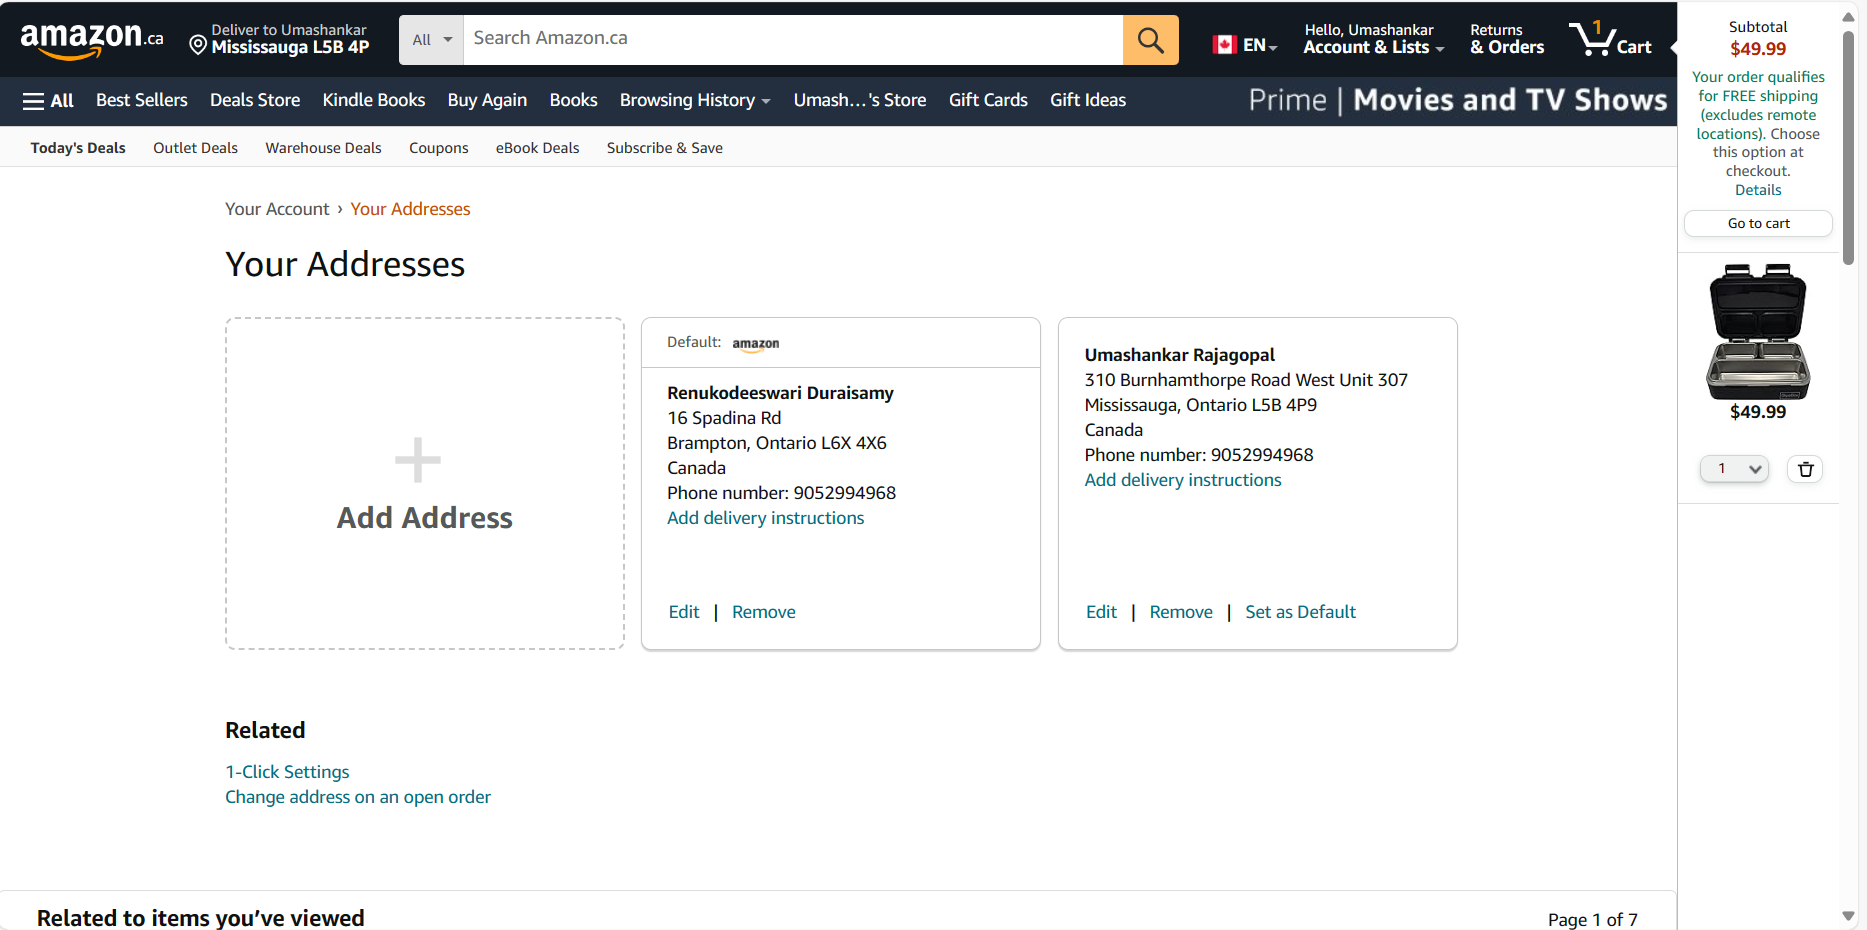 amazon.ca
Deliver to Umashankar
Mississauga L5B 4P
All
Search Amazon.ca
EN
Hello, Umashankar
Account & Lists
Returns
& Orders
1
Cart
All
Best Sellers
Deals Store
Kindle Books
Buy Again
Books
Browsing History
Umash...'s Store
Gift Cards
Gift Ideas
Prime | Movies and TV Shows
Today's Deals
Outlet Deals
Warehouse Deals
Coupons
eBook Deals
Subscribe & Save
Your Account › Your Addresses
Your Addresses
Add Address
Default: amazon
Renukodeeswari Duraisamy
16 Spadina Rd
Brampton, Ontario L6X 4X6
Canada
Phone number: 9052994968
Add delivery instructions
Edit | Remove
Umashankar Rajagopal
310 Burnhamthorpe Road West Unit 307
Mississauga, Ontario L5B 4P9
Canada
Phone number: 9052994968
Add delivery instructions
Edit | Remove | Set as Default
Related
1-Click Settings
Change address on an open order
Related to items you've viewed
Page 1 of 7
Subtotal
$49.99
Your order qualifies
for FREE shipping
(excludes remote
locations). Choose
this option at
checkout.
Details
Go to cart
$49.99
1